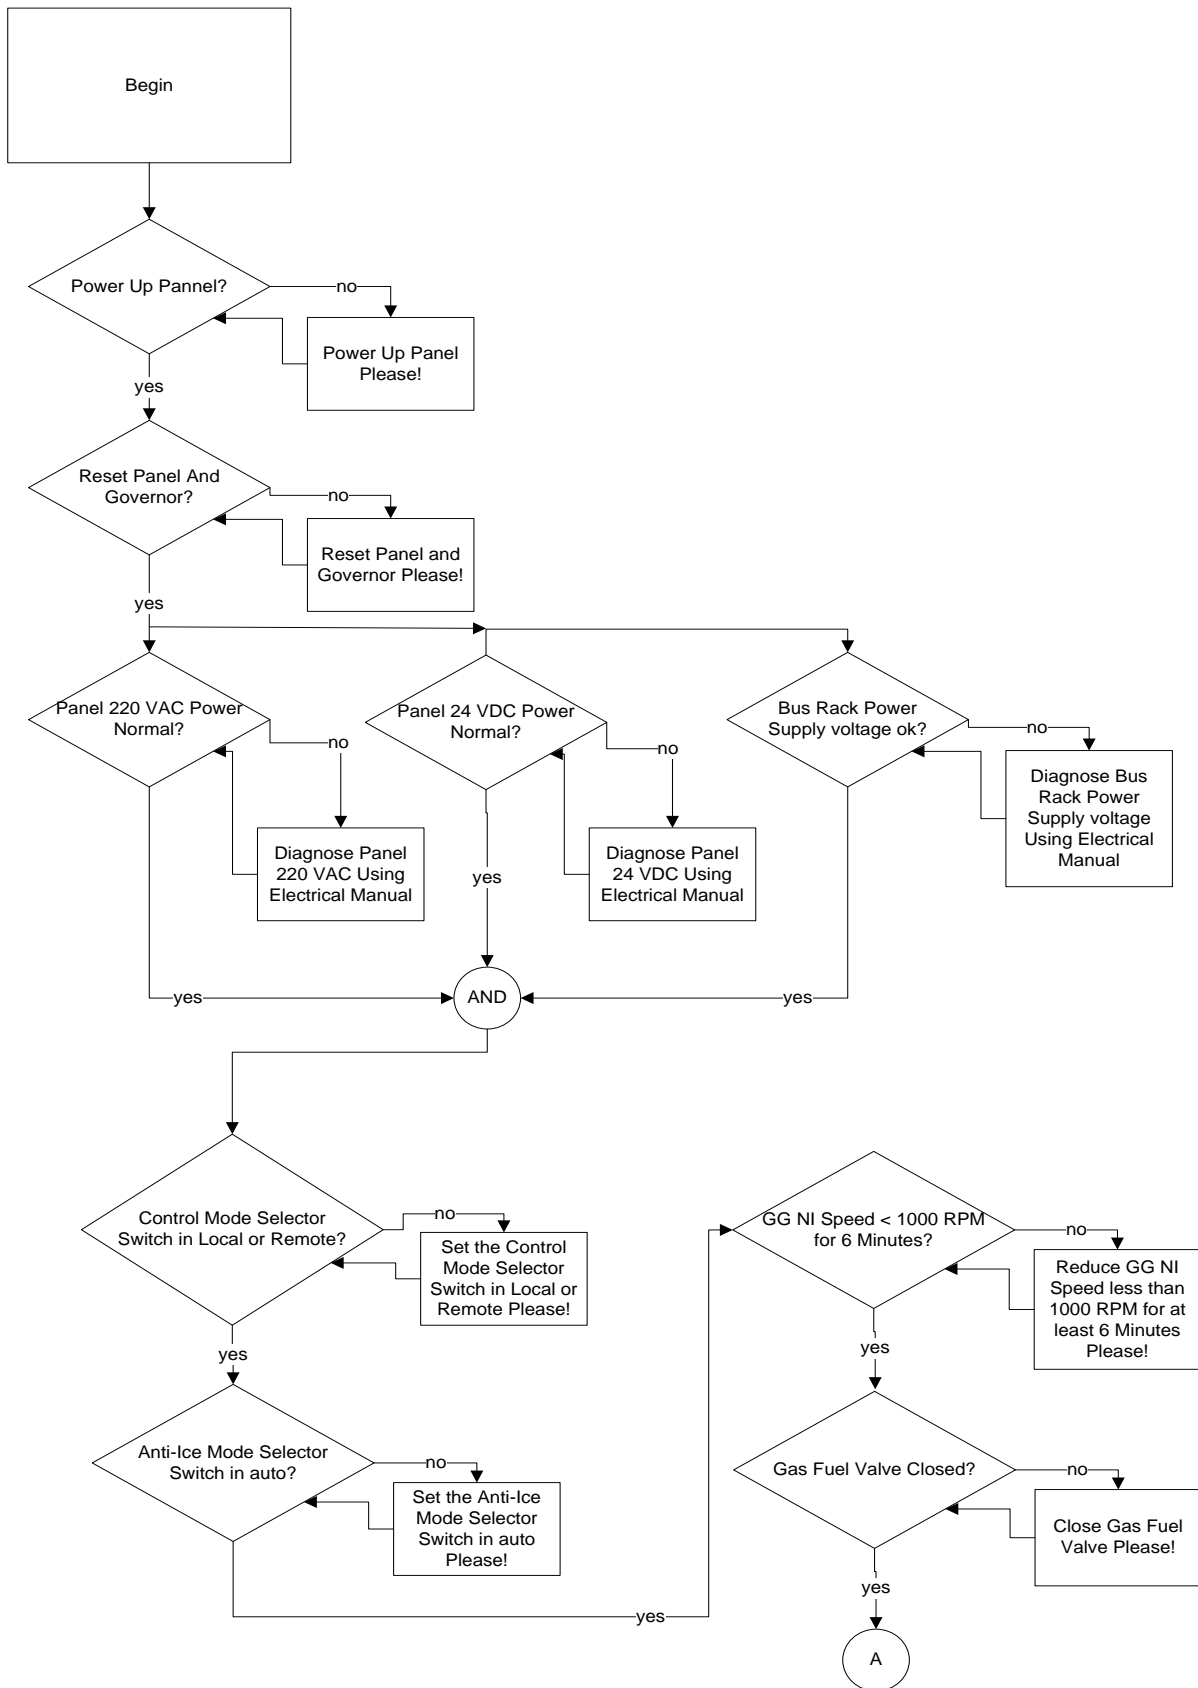 Begin
Power Up Pannel?
no
Power Up Panel
Please!
yes
Reset Panel And
Governor?
no
Reset Panel and
Governor Please!
yes
Panel 220 VAC Power
Normal?
no
Diagnose Panel
220 VAC Using
Electrical Manual
yes
Panel 24 VDC Power
Normal?
no
Diagnose Panel
24 VDC Using
Electrical Manual
yes
Bus Rack Power
Supply voltage ok?
no
Diagnose Bus
Rack Power
Supply voltage
Using Electrical
Manual
yes
AND
Control Mode Selector
Switch in Local or Remote?
no
Set the Control
Mode Selector
Switch in Local or
Remote Please!
yes
Anti-Ice Mode Selector
Switch in auto?
no
Set the Anti-Ice
Mode Selector
Switch in auto
Please!
yes
GG NI Speed < 1000 RPM
for 6 Minutes?
no
Reduce GG NI
Speed less than
1000 RPM for at
least 6 Minutes
Please!
yes
Gas Fuel Valve Closed?
no
Close Gas Fuel
Valve Please!
yes
A